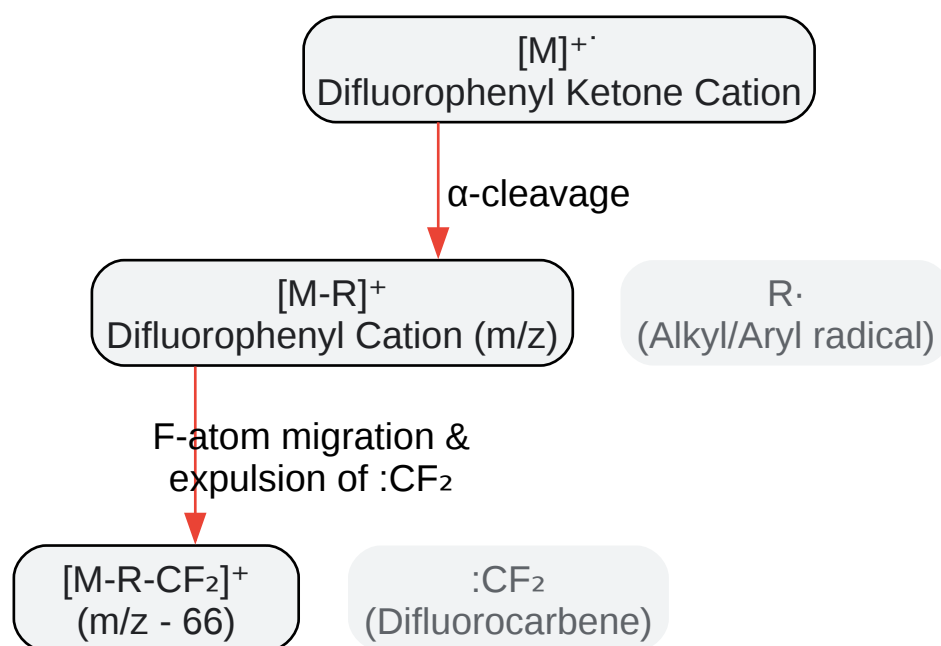 [M]⁺˙
Difluorophenyl Ketone Cation
α-cleavage
[M-R]⁺
Difluorophenyl Cation (m/z)
R·
(Alkyl/Aryl radical)
F-atom migration &
expulsion of :CF₂
[M-R-CF₂]⁺
(m/z - 66)
:CF₂
(Difluorocarbene)